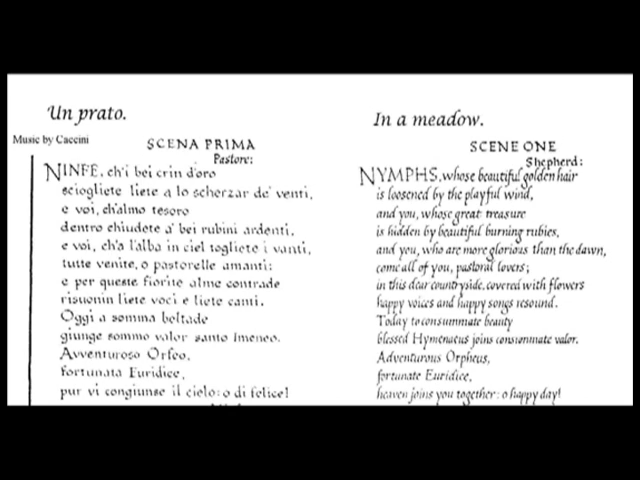 Un prato.
Music by Caccini
SCENA PRIMA
Pastore:
NINFE, ch'i bei crin d'oro
sciogliete liete a lo scherzar de' venti,
e voi, ch'almo tesoro
dentro chiudete a' bei rubini ardenti,
e voi, ch'a l'alba in ciel togliete i vanti,
tutte venite, o pastorelle amanti;
e per queste fiorite alme contrade
risuonin liete voci e lieti canti.
Oggi a somma beltade
giunge sommo valor santo Imeneo.
Avventuroso Orfeo,
fortunata Euridice,
pur vi congiunse il cielo: o dì felice!
In a meadow.
SCENE ONE
Shepherd:
NYMPHS, whose beautiful golden hair
is loosened by the playful wind,
and you, whose great treasure
is hidden by beautiful burning rubies,
and you, who are more glorious than the dawn,
come all of you, pastoral lovers;
in this dear countryside, covered with flowers
happy voices and happy songs resound.
Today to consummate beauty
blessed Hymenaeus joins consommate valor.
Adventurous Orpheus,
fortunate Euridice,
heaven joins you together: o happy day!